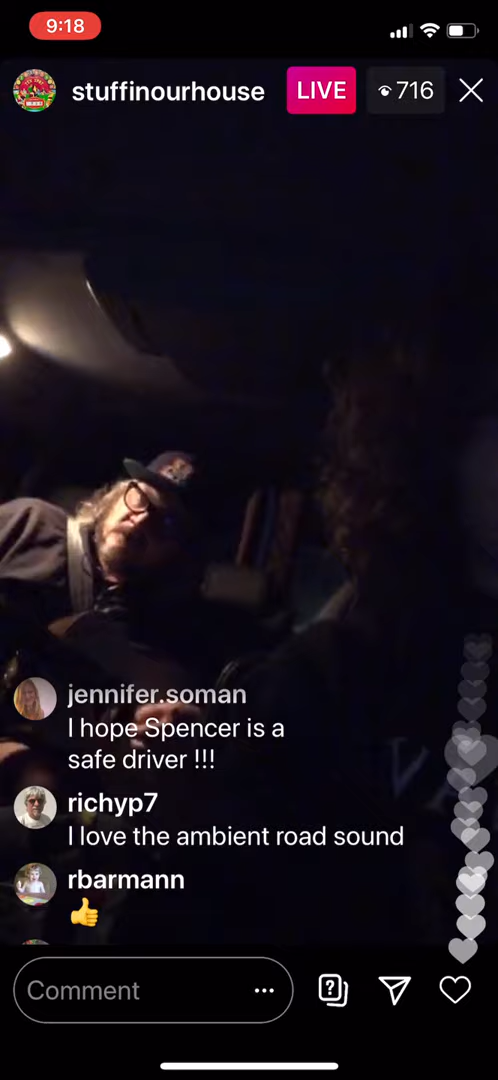 9:18
stuffinourhouse
LIVE
716
jennifer.soman
I hope Spencer is a
safe driver !!!
richyp7
I love the ambient road sound
rbarmann
👍
Comment